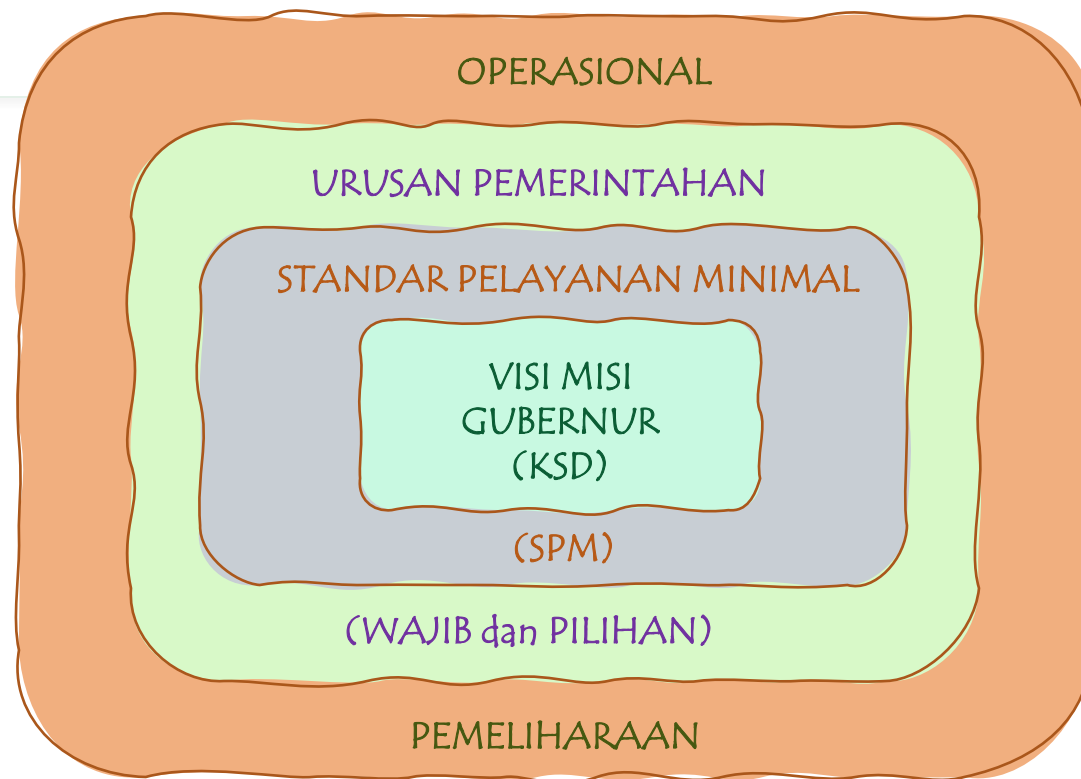 OPERASIONAL
URUSAN PEMERINTAHAN
STANDAR PELAYANAN MINIMAL
VISI MISI
GUBERNUR
(KSD)
(SPM)
(WAJIB dan PILIHAN)
PEMELIHARAAN